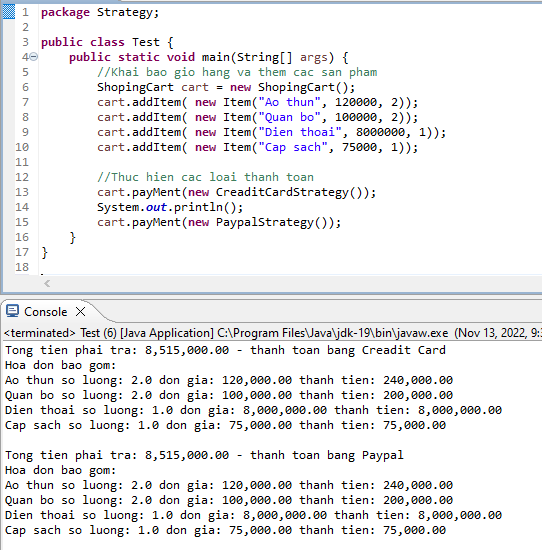 1 package Strategy;
2
3 public class Test {
4 public static void main(String[] args) {
5 //Khai bao gio hang va them cac san pham
6 ShopingCart cart = new ShopingCart();
7 cart.addItem( new Item("Ao thun", 120000, 2));
8 cart.addItem( new Item("Quan bo", 100000, 2));
9 cart.addItem( new Item("Dien thoai", 8000000, 1));
10 cart.addItem( new Item("Cap sach", 75000, 1));
11
12 //Thuc hien cac loai thanh toan
13 cart.payMent(new CreaditCardStrategy());
14 System.out.println();
15 cart.payMent(new PaypalStrategy());
16 }
17 }
18
Console
<terminated> Test (6) [Java Application] C:\Program Files\Java\jdk-19\bin\javaw.exe (Nov 13, 2022, 9:
Tong tien phai tra: 8,515,000.00 - thanh toan bang Creadit Card
Hoa don bao gom:
Ao thun so luong: 2.0 don gia: 120,000.00 thanh tien: 240,000.00
Quan bo so luong: 2.0 don gia: 100,000.00 thanh tien: 200,000.00
Dien thoai so luong: 1.0 don gia: 8,000,000.00 thanh tien: 8,000,000.00
Cap sach so luong: 1.0 don gia: 75,000.00 thanh tien: 75,000.00
Tong tien phai tra: 8,515,000.00 - thanh toan bang Paypal
Hoa don bao gom:
Ao thun so luong: 2.0 don gia: 120,000.00 thanh tien: 240,000.00
Quan bo so luong: 2.0 don gia: 100,000.00 thanh tien: 200,000.00
Dien thoai so luong: 1.0 don gia: 8,000,000.00 thanh tien: 8,000,000.00
Cap sach so luong: 1.0 don gia: 75,000.00 thanh tien: 75,000.00